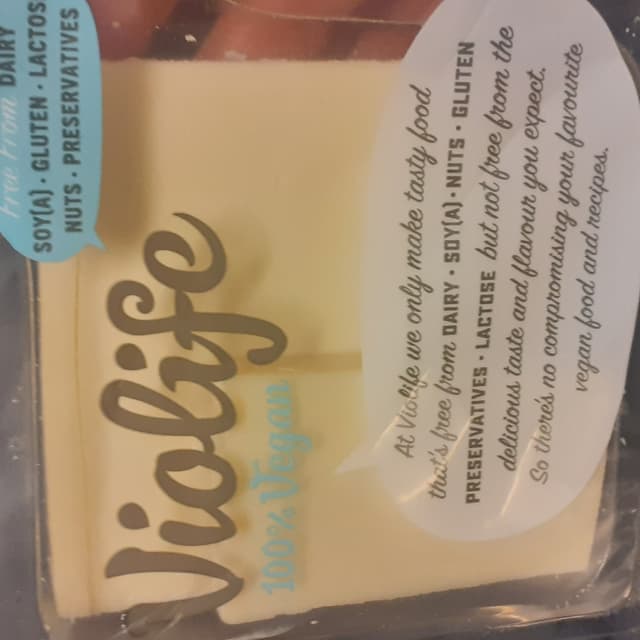 Free From DAIRY
SOY(A) · GLUTEN · LACTOS
NUTS · PRESERVATIVES
Violife
100% Vegan
At Violife we only make tasty food
that's free from DAIRY · SOY(A) · NUTS · GLUTEN
PRESERVATIVES · LACTOSE but not free from the
delicious taste and flavour you expect.
So there's no compromising your favourite
vegan food and recipes.